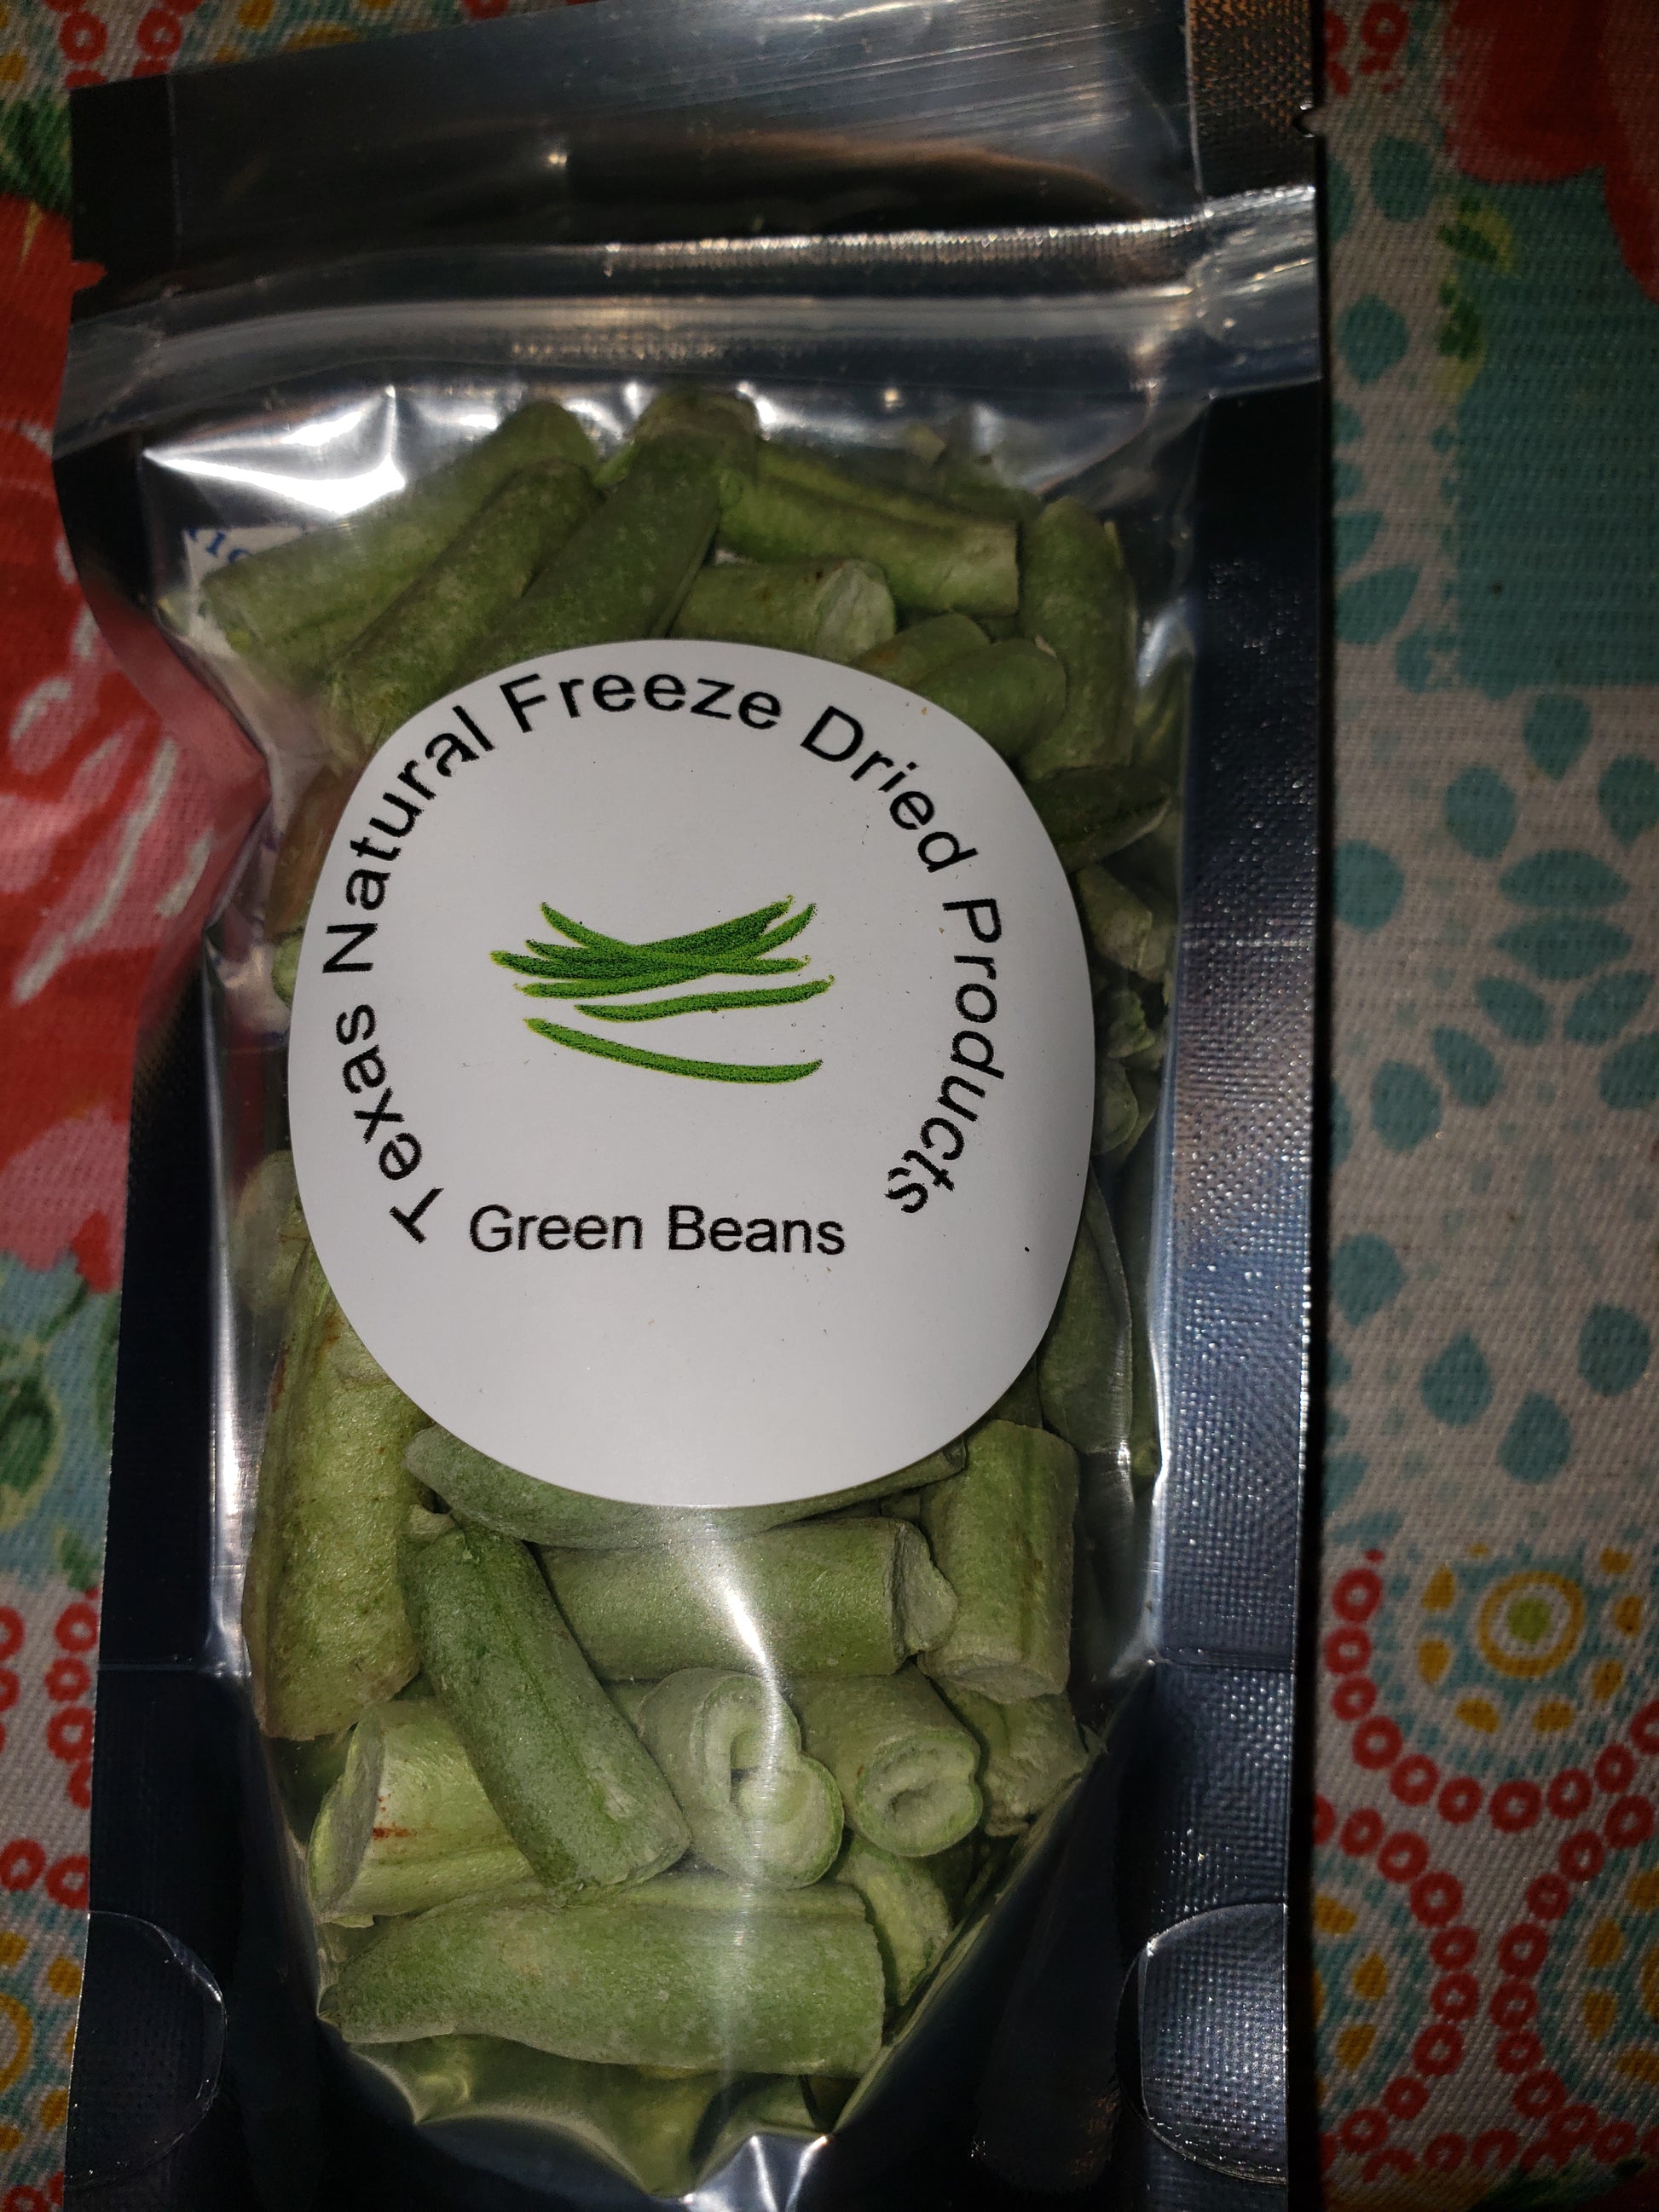 Texas Natural Freeze Dried Products
Green Beans